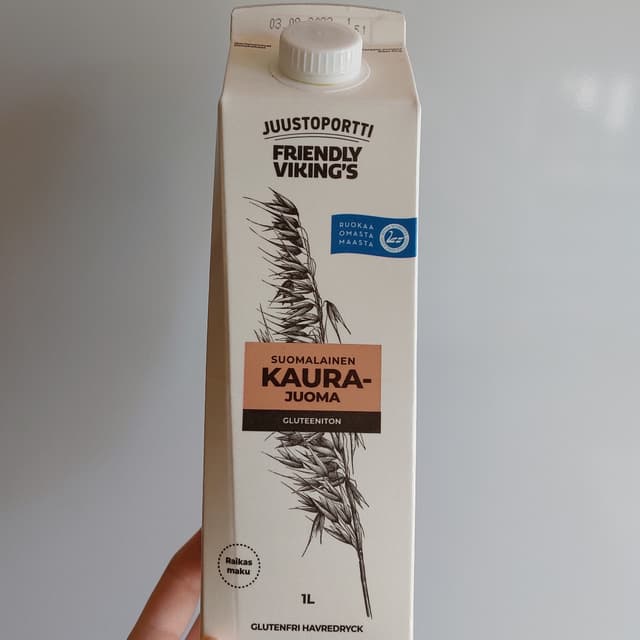 JUUSTOPORTTI
FRIENDLY
VIKING'S
RUOKAA
OMASTA
MAASTA
SUOMALAINEN
KAURA-
JUOMA
GLUTEENITON
Raikas
maku
1L
GLUTENFRI HAVREDRYCK